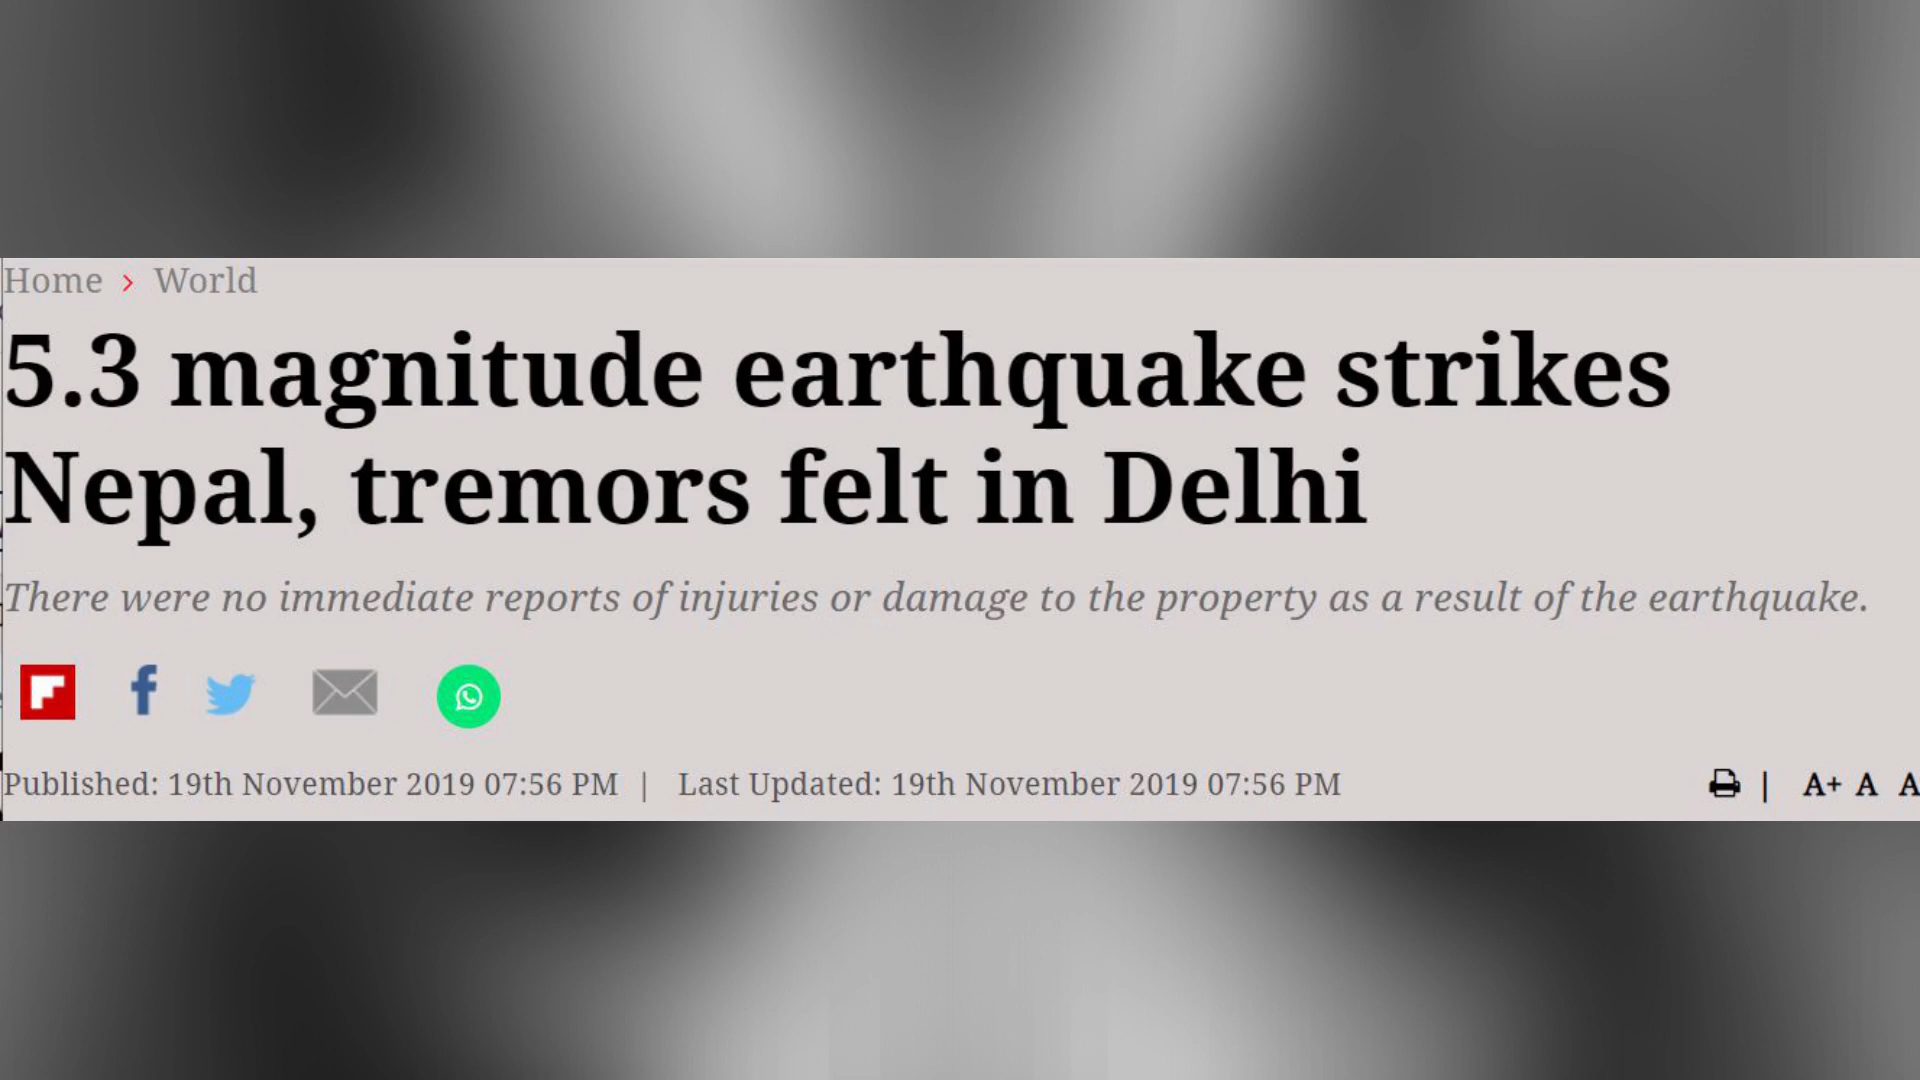 Home > World
5.3 magnitude earthquake strikes
Nepal, tremors felt in Delhi
There were no immediate reports of injuries or damage to the property as a result of the earthquake.
Published: 19th November 2019 07:56 PM | Last Updated: 19th November 2019 07:56 PM | A+ A A